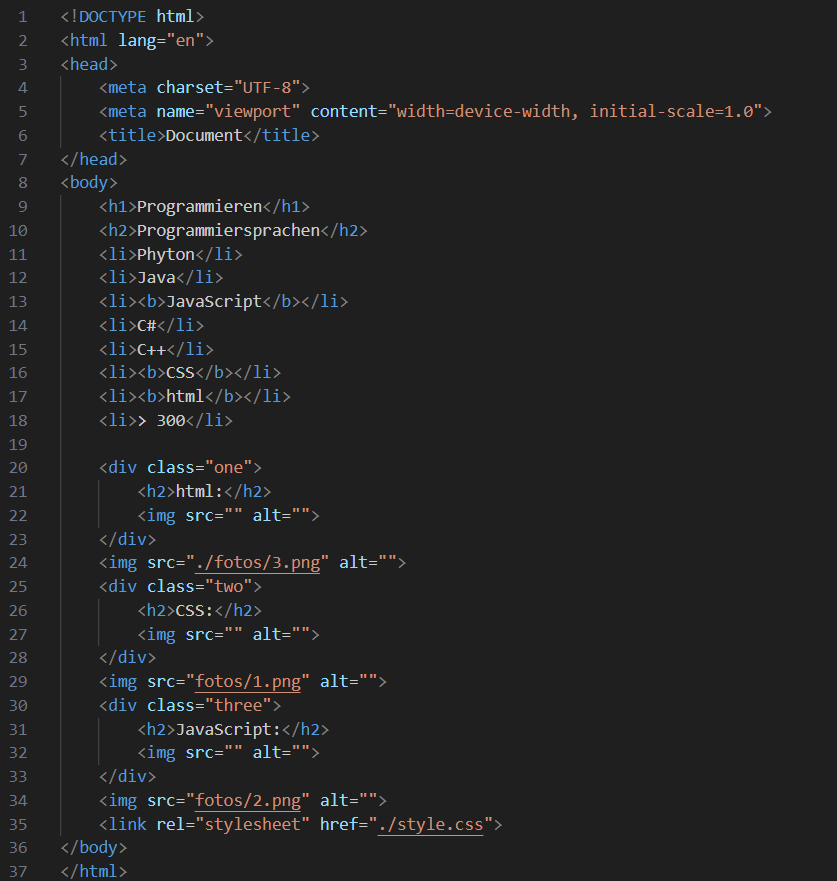 1 <!DOCTYPE html>
2 <html lang="en">
3 <head>
4     <meta charset="UTF-8">
5     <meta name="viewport" content="width=device-width, initial-scale=1.0">
6     <title>Document</title>
7 </head>
8 <body>
9     <h1>Programmieren</h1>
10     <h2>Programmiersprachen</h2>
11     <li>Phyton</li>
12     <li>Java</li>
13     <li><b>JavaScript</b></li>
14     <li>C#</li>
15     <li>C++</li>
16     <li><b>CSS</b></li>
17     <li><b>html</b></li>
18     <li>> 300</li>
19
20     <div class="one">
21         <h2>html:</h2>
22         <img src="" alt="">
23     </div>
24     <img src="./fotos/3.png" alt="">
25     <div class="two">
26         <h2>CSS:</h2>
27         <img src="" alt="">
28     </div>
29     <img src="fotos/1.png" alt="">
30     <div class="three">
31         <h2>JavaScript:</h2>
32         <img src="" alt="">
33     </div>
34     <img src="fotos/2.png" alt="">
35     <link rel="stylesheet" href="./style.css">
36 </body>
37 </html>